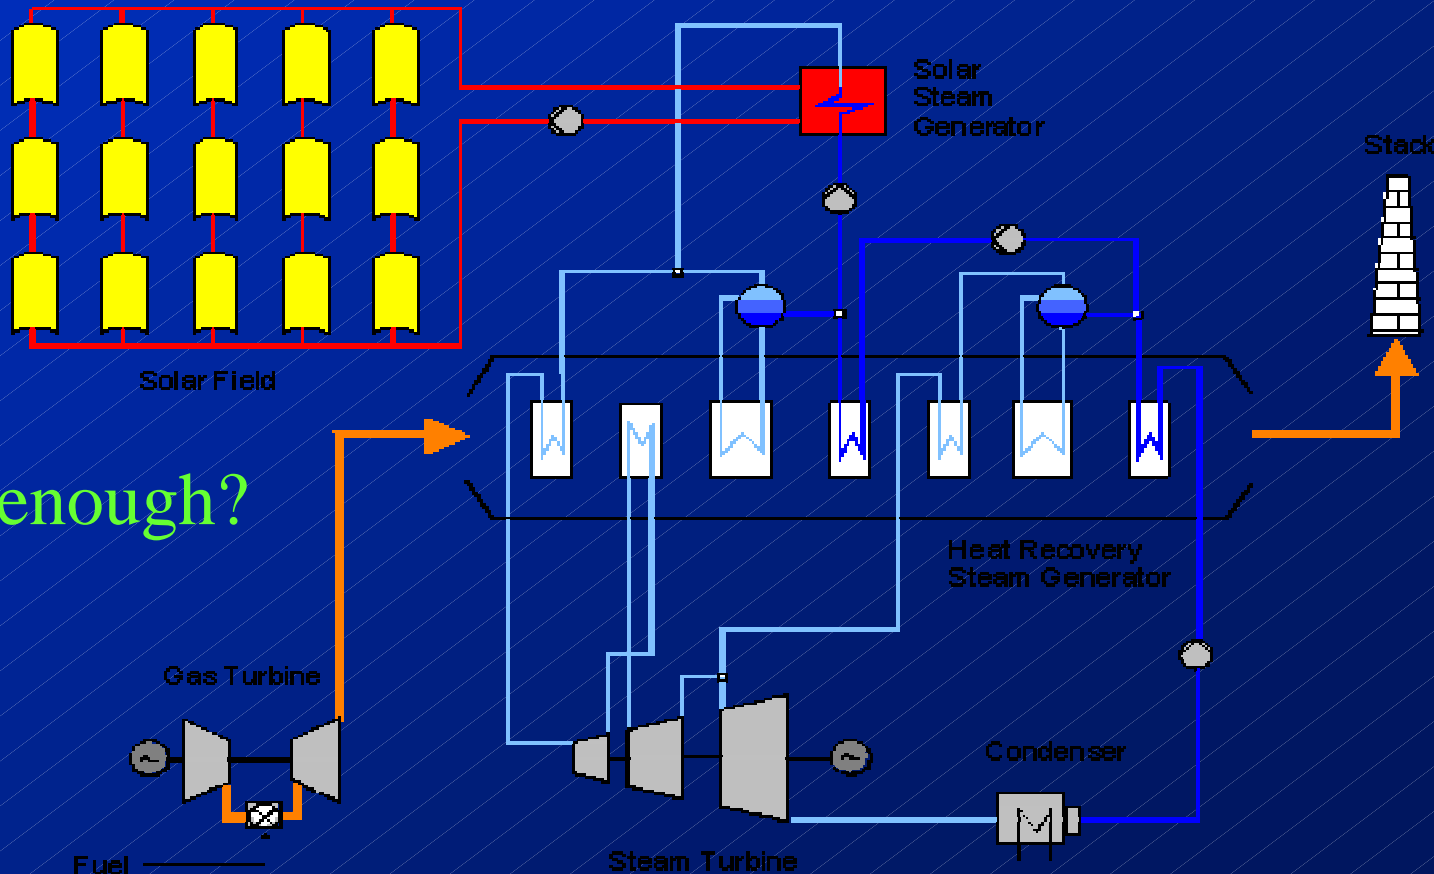 Solar
Steam
Generator
Stack
Solar Field
enough?
Heat Recovery
Steam Generator
Gas Turbine
Condenser
Steam Turbine
Fuel